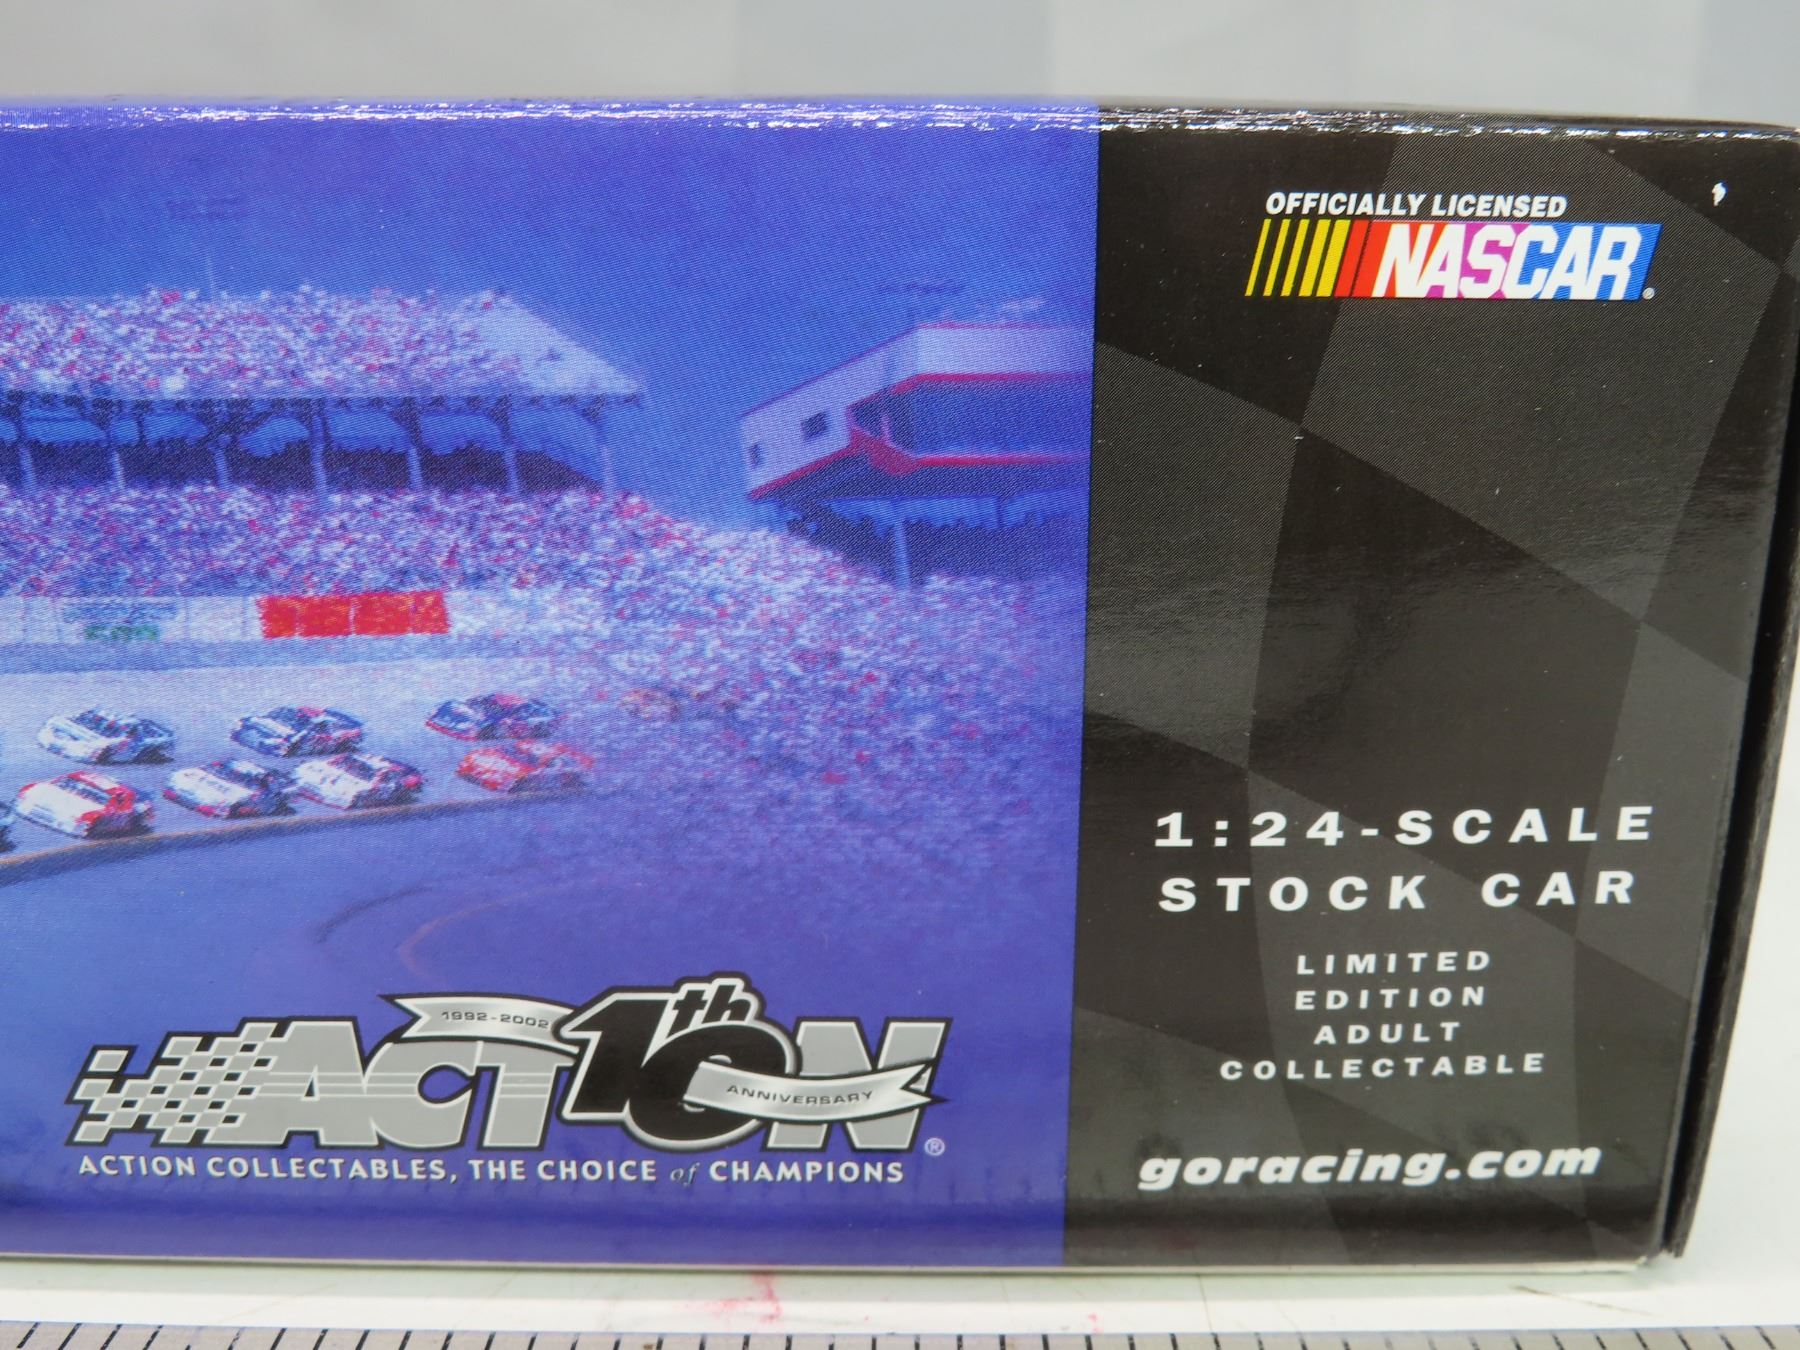 OFFICIALLY LICENSED
NASCAR®
1:24-SCALE
STOCK CAR
LIMITED
EDITION
ADULT
COLLECTABLE
goracing.com
1992-2002
ACTION 10th
ANNIVERSARY
®
ACTION COLLECTABLES, THE CHOICE of CHAMPIONS